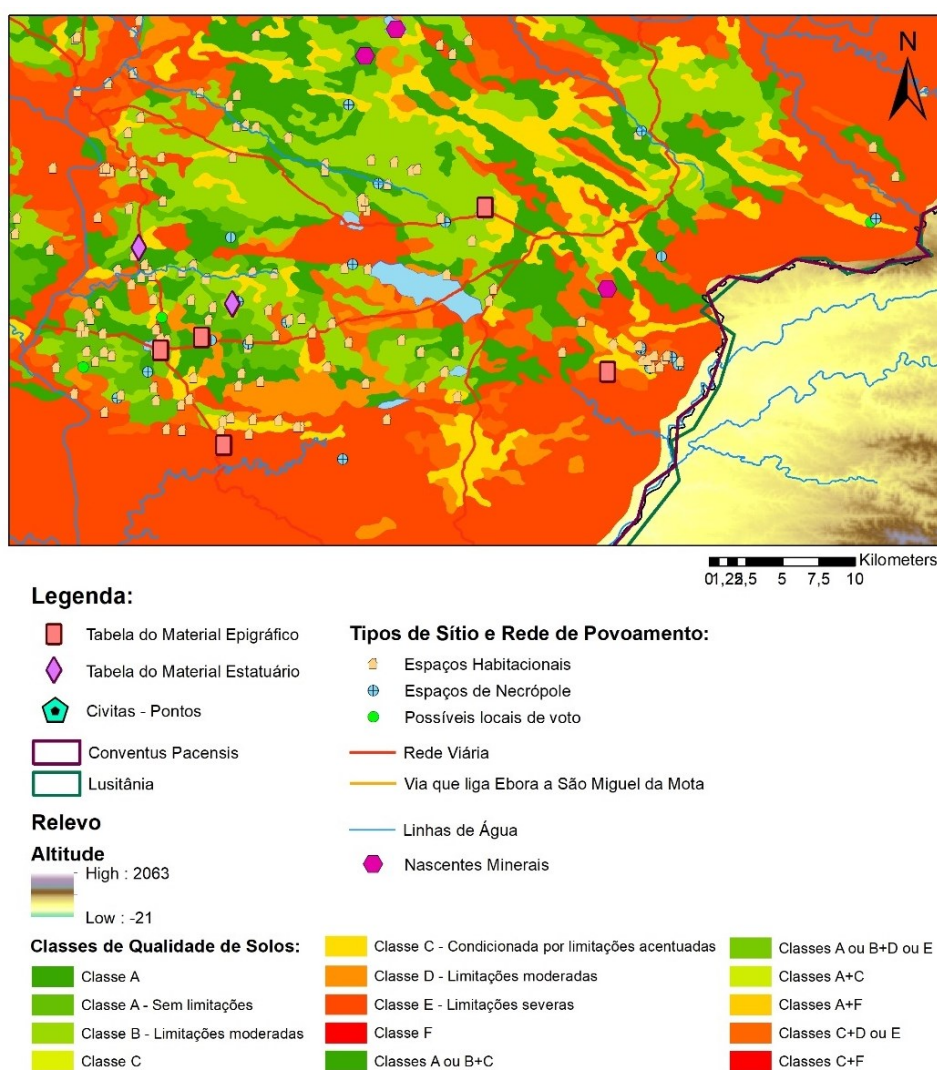 N
Kilometers
01,252,5 5 7,5 10
Legenda:
Tabela do Material Epigráfico
Tabela do Material Estatuário
Civitas - Pontos
Conventus Pacensis
Lusitânia
Relevo
Altitude
High : 2063
Low : -21
Tipos de Sítio e Rede de Povoamento:
Espaços Habitacionais
Espaços de Necrópole
Possíveis locais de voto
Rede Viária
Via que liga Ebora a São Miguel da Mota
Linhas de Água
Nascentes Minerais
Classes de Qualidade de Solos:
Classe A
Classe A - Sem limitações
Classe B - Limitações moderadas
Classe C
Classe C - Condicionada por limitações acentuadas
Classe D - Limitações moderadas
Classe E - Limitações severas
Classe F
Classes A ou B+C
Classes A ou B+D ou E
Classes A+C
Classes A+F
Classes C+D ou E
Classes C+F